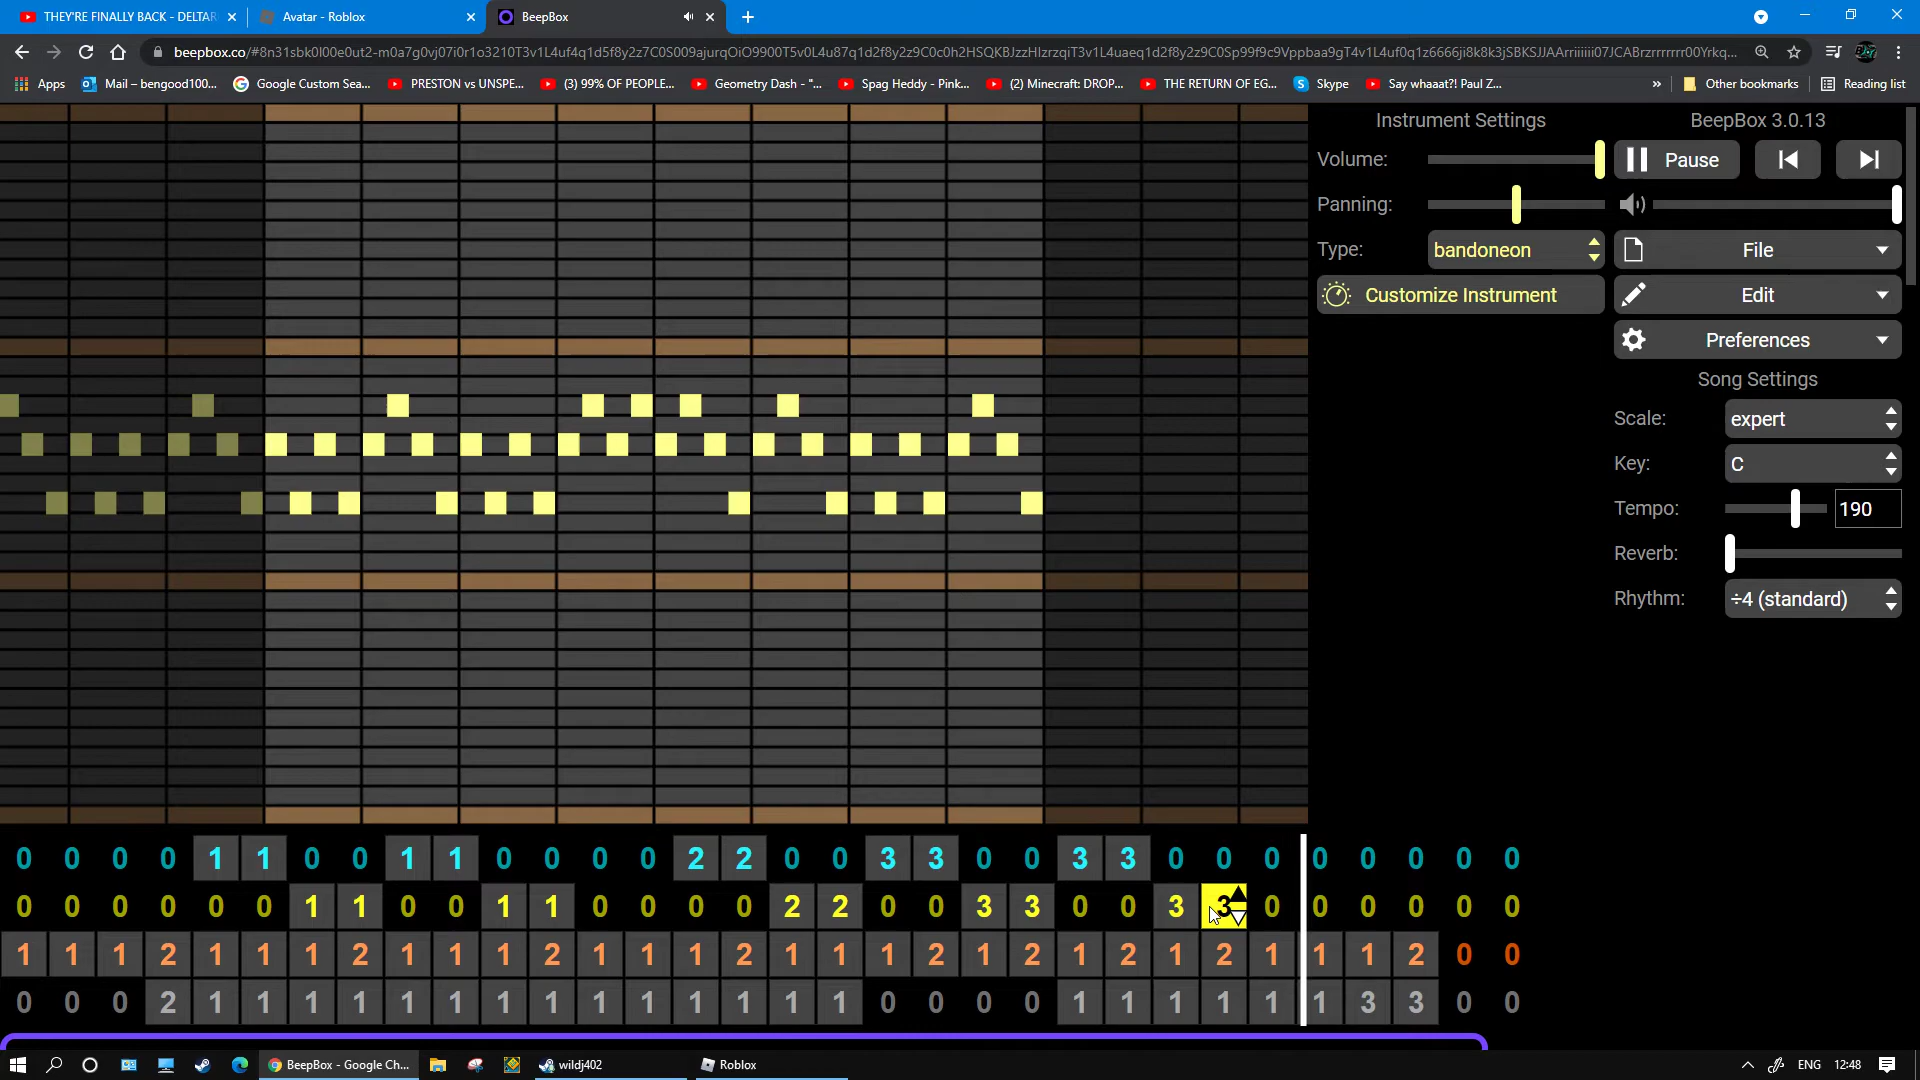 THEY'RE FINALLY BACK - DELTAR
Avatar - Roblox
BeepBox
beepbox.co/#8n31sbk0l00e0ut2-m0a7g0vj07i0r1o3210T3v1L4uf4q1d5f8y2z7C0S009ajurqOiO9900T5v0L4u87q1d2f8y2z9C0c0h2HSQKBJzzHIzrzqiT3v1L4uaeq1d2f8y2z9C0Sp99f9c9Vppbaa9gT4v1L4uf0q1z6666ji8k8k3jSBKSJJAArriiiiii07JCABrzrrrrrrr00Yrkq...
Apps
Mail – bengood100...
Google Custom Sea...
PRESTON vs UNSPE...
(3) 99% OF PEOPLE...
Geometry Dash - "...
Spag Heddy - Pink...
(2) Minecraft: DROP...
THE RETURN OF EG...
Skype
Say whaaat?! Paul Z...
»
Other bookmarks
Reading list
Instrument Settings
Volume:
Panning:
Type:
bandoneon
Customize Instrument
BeepBox 3.0.13
Pause
File
Edit
Preferences
Song Settings
Scale:
expert
Key:
C
Tempo:
190
Reverb:
Rhythm:
÷4 (standard)
0 0 0 0 1 1 0 0 1 1 0 0 0 0 2 2 0 0 3 3 0 0 3 3 0 0 0 0 0 0 0 0
0 0 0 0 0 0 1 1 0 0 1 1 0 0 0 0 2 2 0 0 3 3 0 0 3 3 0 0 0 0 0 0
1 1 1 2 1 1 1 2 1 1 1 2 1 1 1 2 1 1 1 2 1 2 1 2 1 2 1 1 1 2 0 0
0 0 0 2 1 1 1 1 1 1 1 1 1 1 1 1 1 1 0 0 0 0 1 1 1 1 1 1 3 3 0 0
BeepBox - Google Ch...
wildj402
Roblox
ENG
12:48